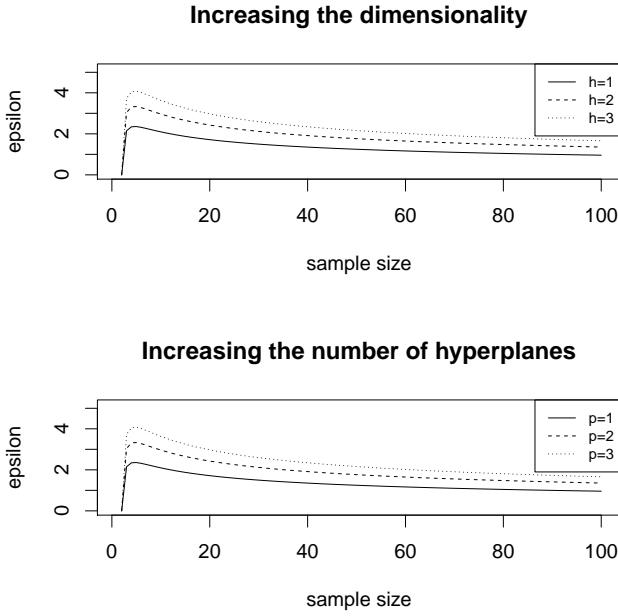 Increasing the dimensionality
epsilon
4
2
0
h=1
h=2
h=3
0 20 40 60 80 100
sample size
Increasing the number of hyperplanes
epsilon
4
2
0
p=1
p=2
p=3
0 20 40 60 80 100
sample size